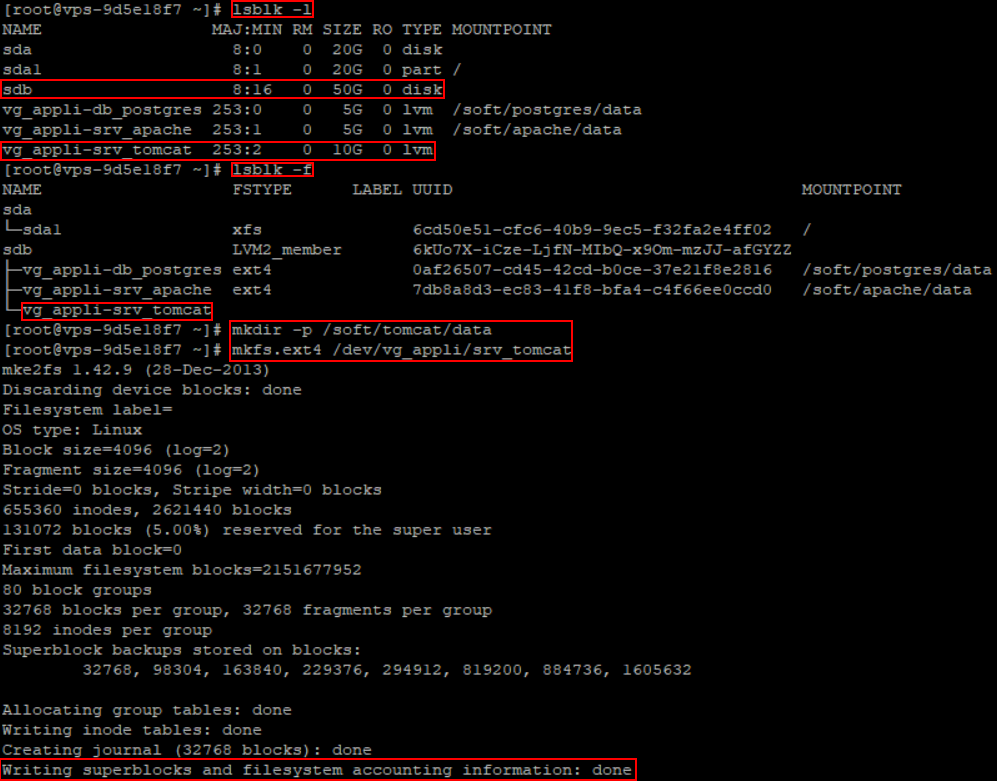 [root@vps-9d5e18f7 ~]# lsblk -l
NAME                 MAJ:MIN RM SIZE RO TYPE MOUNTPOINT
sda                    8:0    0  20G  0 disk
sda1                   8:1    0  20G  0 part /
sdb                    8:16   0  50G  0 disk
vg_appli-db_postgres 253:0    0   5G  0 lvm  /soft/postgres/data
vg_appli-srv_apache  253:1    0   5G  0 lvm  /soft/apache/data
vg_appli-srv_tomcat  253:2    0  10G  0 lvm
[root@vps-9d5e18f7 ~]# lsblk -f
NAME                   FSTYPE      LABEL UUID                                   MOUNTPOINT
sda
└─sda1                 xfs               6cd50e51-cfc6-40b9-9ec5-f32fa2e4ff02   /
sdb                    LVM2_member       6kUo7X-iCze-LjfN-MIbQ-x9Om-mzJJ-afGYZZ
├─vg_appli-db_postgres ext4              0af26507-cd45-42cd-b0ce-37e21f8e2816   /soft/postgres/data
├─vg_appli-srv_apache  ext4              7db8a8d3-ec83-41f8-bfa4-c4f66ee0ccd0   /soft/apache/data
└─vg_appli-srv_tomcat
[root@vps-9d5e18f7 ~]# mkdir -p /soft/tomcat/data
[root@vps-9d5e18f7 ~]# mkfs.ext4 /dev/vg_appli/srv_tomcat
mke2fs 1.42.9 (28-Dec-2013)
Discarding device blocks: done
Filesystem label=
OS type: Linux
Block size=4096 (log=2)
Fragment size=4096 (log=2)
Stride=0 blocks, Stripe width=0 blocks
655360 inodes, 2621440 blocks
131072 blocks (5.00%) reserved for the super user
First data block=0
Maximum filesystem blocks=2151677952
80 block groups
32768 blocks per group, 32768 fragments per group
8192 inodes per group
Superblock backups stored on blocks:
        32768, 98304, 163840, 229376, 294912, 819200, 884736, 1605632

Allocating group tables: done
Writing inode tables: done
Creating journal (32768 blocks): done
Writing superblocks and filesystem accounting information: done